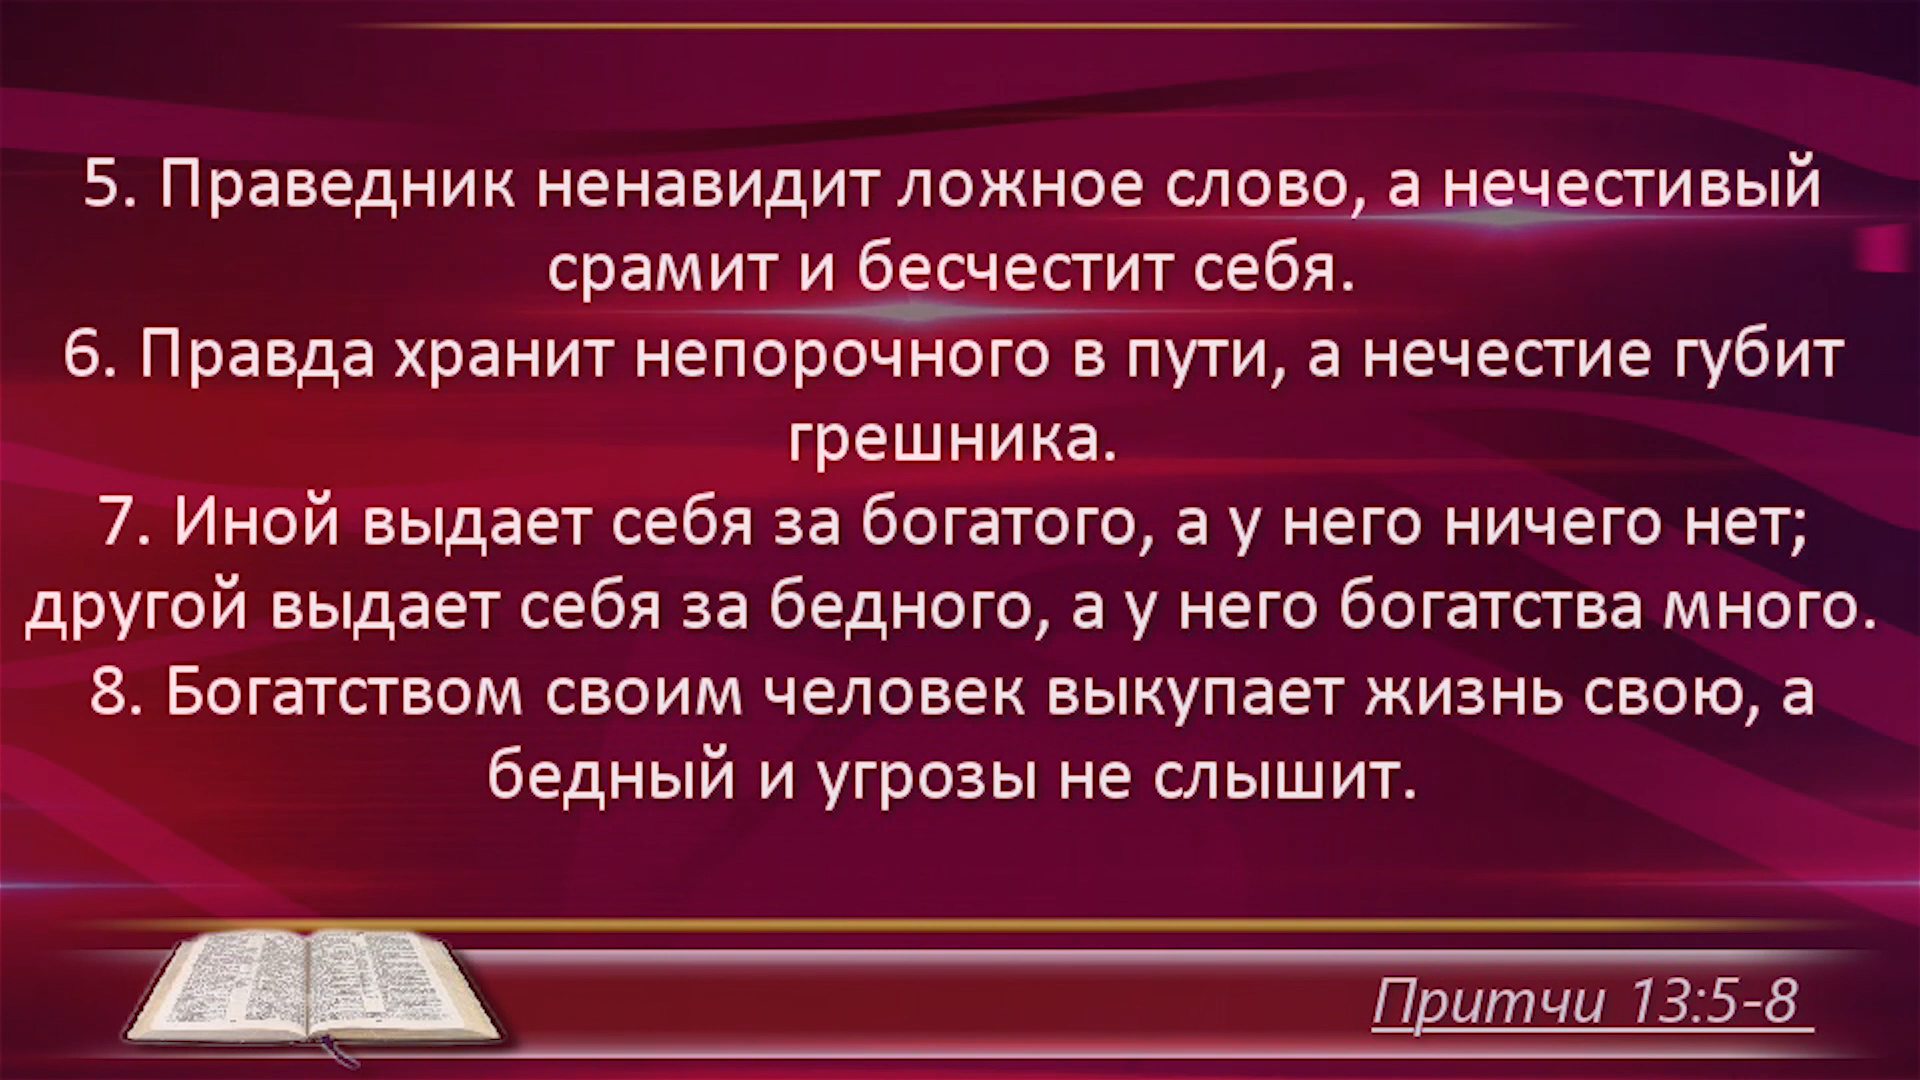 5. Праведник ненавидит ложное слово, а нечестивый
срамит и бесчестит себя.
6. Правда хранит непорочного в пути, а нечестие губит
грешника.
7. Иной выдает себя за богатого, а у него ничего нет;
другой выдает себя за бедного, а у него богатства много.
8. Богатством своим человек выкупает жизнь свою, а
бедный и угрозы не слышит.
Притчи 13:5-8